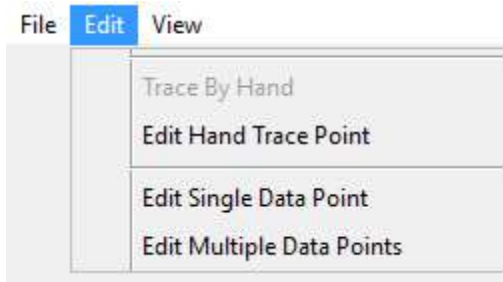 File Edit View
Trace By Hand
Edit Hand Trace Point
Edit Single Data Point
Edit Multiple Data Points